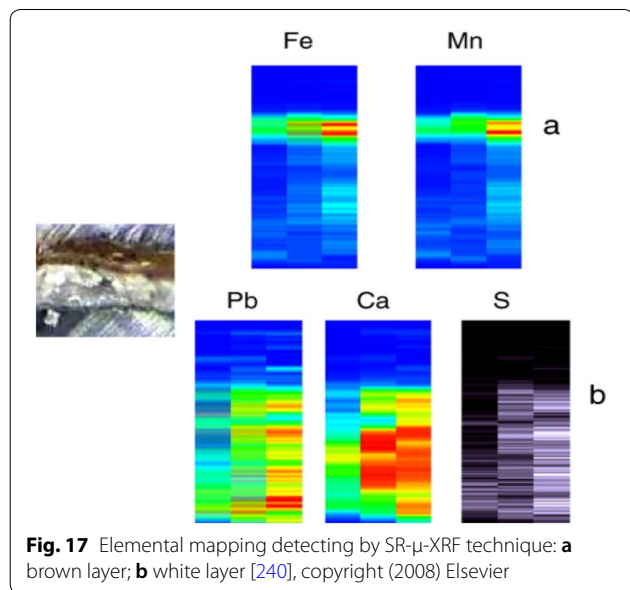 Fe Mn
a
Pb Ca S
b
Fig. 17 Elemental mapping detecting by SR-μ-XRF technique: a
brown layer; b white layer [240], copyright (2008) Elsevier